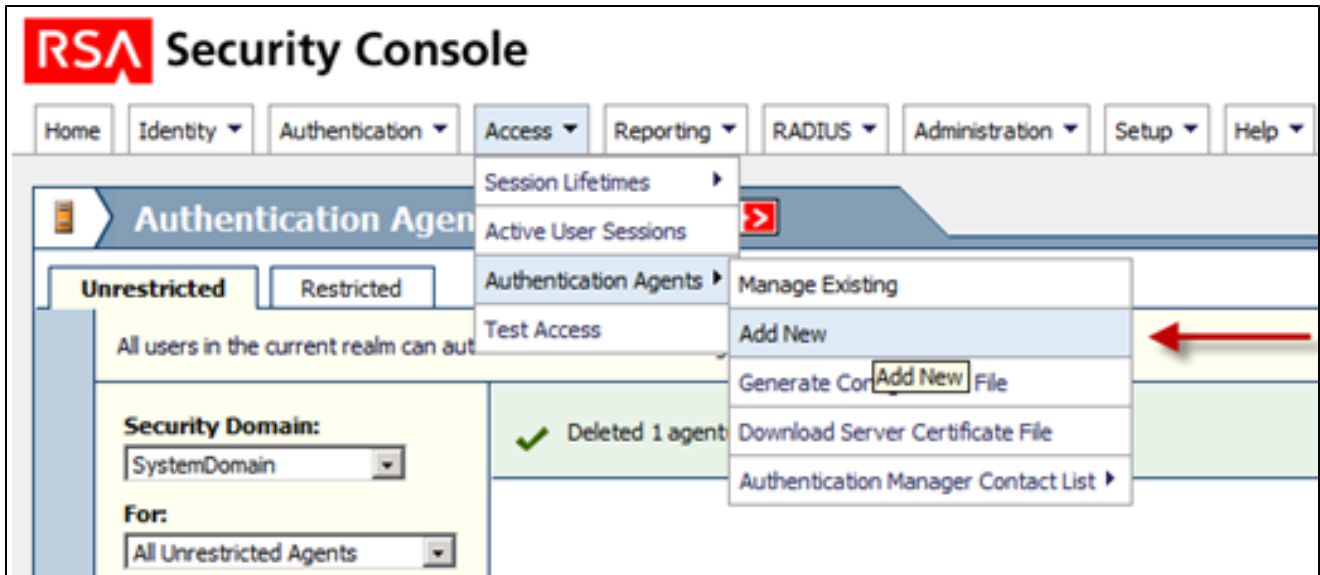 RSA Security Console
Home Identity Authentication Access Reporting RADIUS Administration Setup Help
Session Lifetimes
Authentication Agen
Active User Sessions
Unrestricted Restricted
Authentication Agents
Manage Existing
Test Access
Add New
All users in the current realm can aut
Add New
Generate Con File
Security Domain:
Deleted 1 agent
Download Server Certificate File
SystemDomain
Authentication Manager Contact List
For:
All Unrestricted Agents